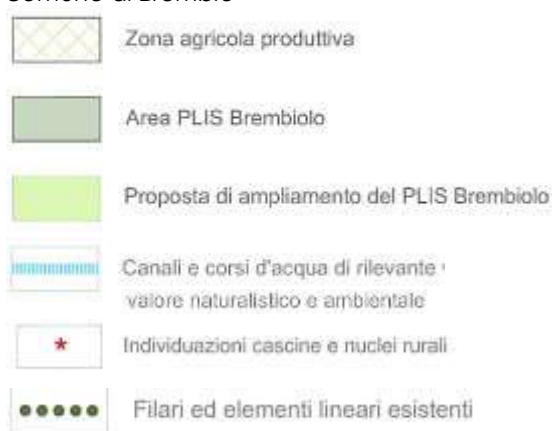 Comune di Brembio
Zona agricola produttiva
Area PLIS Brembiolo
Proposta di ampliamento del PLIS Brembiolo
Canali e corsi d'acqua di rilevante
valore naturalistico e ambientale
Individuazioni cascine e nuclei rurali
Filari ed elementi lineari esistenti